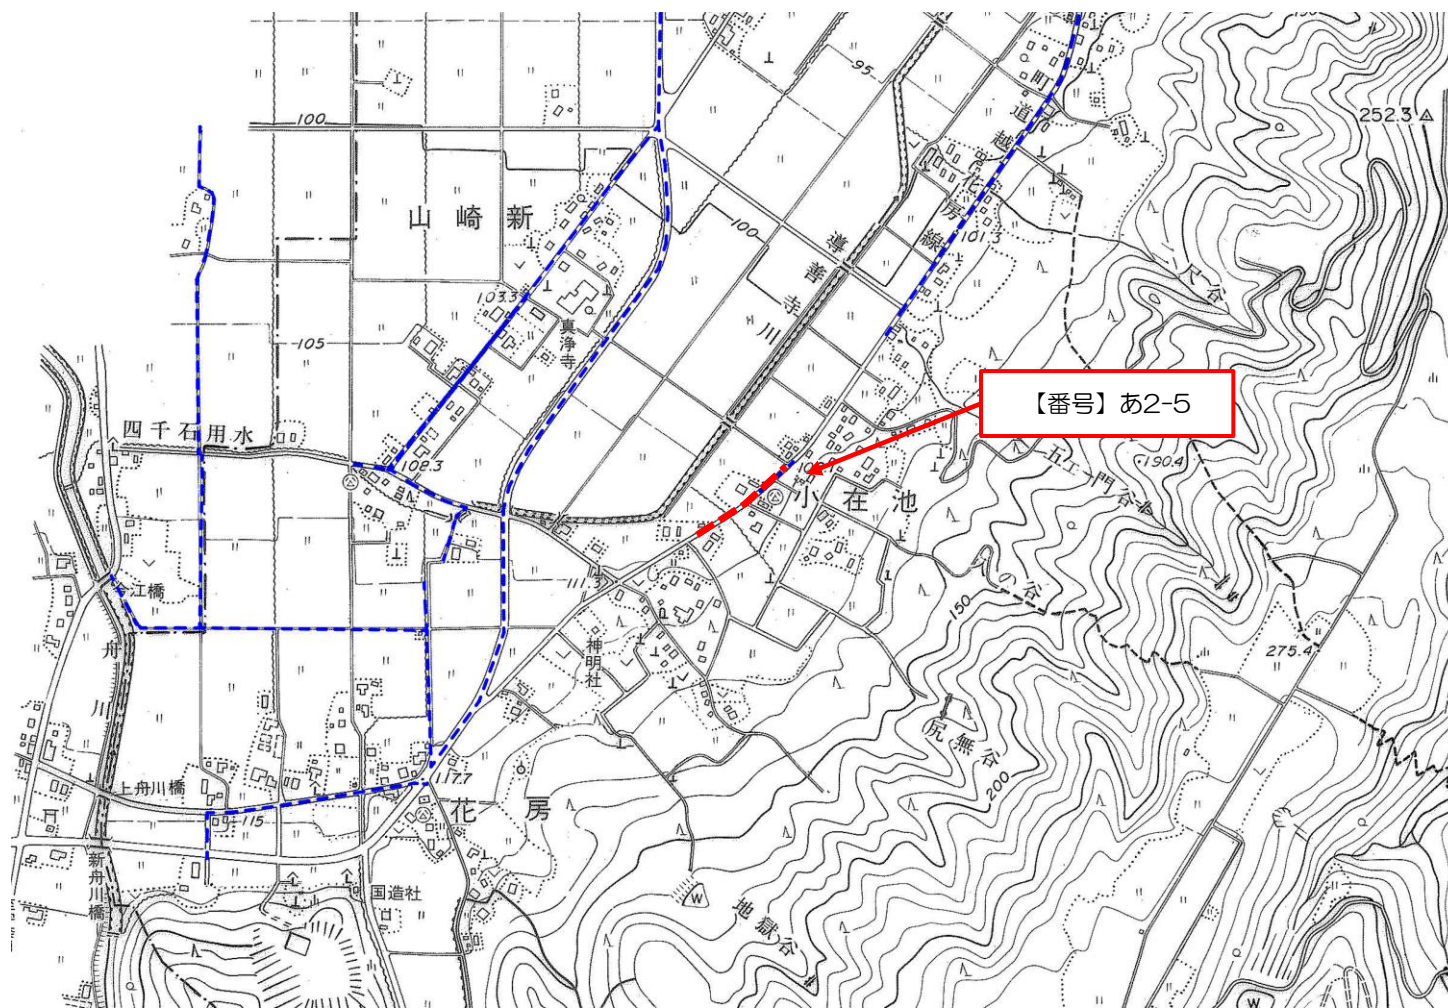 町道越花房線
100
95
252.3
山崎新
100
101.3
禅善寺川
二尺谷
103.3
真浄寺
105
【番号】あ2-5
四千石用水
108.3
190.4
五エ門谷
小在池
今江橋
111.3
150
神明社
275.4
舟川
尻無谷
200
上舟川橋
117.7
115
花房
新舟川橋
国造社
W
地獄谷
W